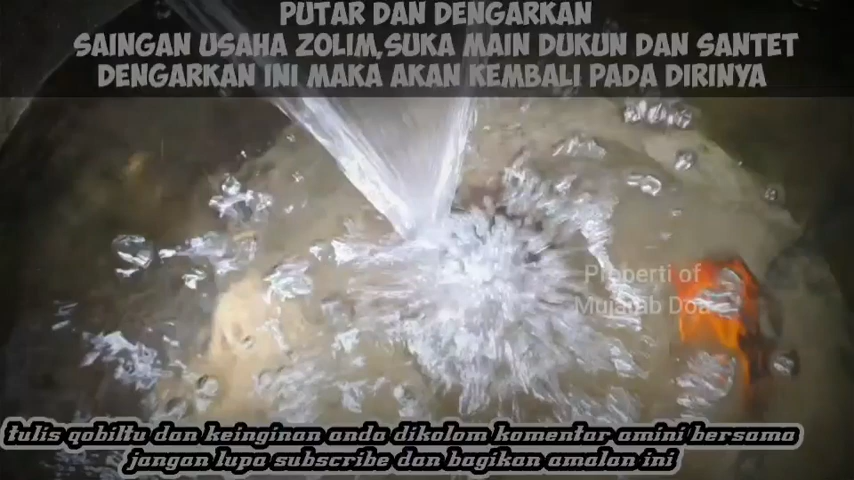 PUTAR DAN DENGARKAN
SAINGAN USAHA ZOLIM,SUKA MAIN DUKUN DAN SANTET
DENGARKAN INI MAKA AKAN KEMBALI PADA DIRINYA
Properti of
Mujarab Doa
tulis qobiltu dan keinginan anda dikolom komentar amini bersama
jangan lupa subscribe dan bagikan amalan ini